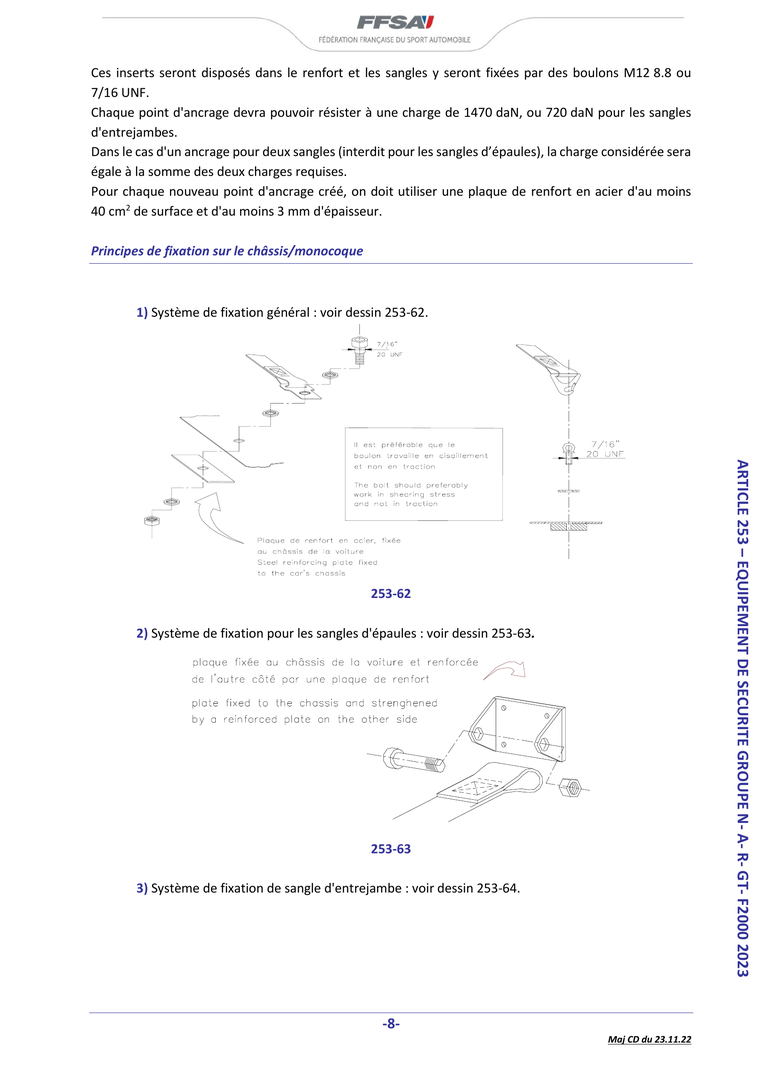 FFSA
FÉDÉRATION FRANÇAISE DU SPORT AUTOMOBILE
Ces inserts seront disposés dans le renfort et les sangles y seront fixées par des boulons M12 8.8 ou
7/16 UNF.
Chaque point d'ancrage devra pouvoir résister à une charge de 1470 daN, ou 720 daN pour les sangles
d'entrejambes.
Dans le cas d'un ancrage pour deux sangles (interdit pour les sangles d’épaules), la charge considérée sera
égale à la somme des deux charges requises.
Pour chaque nouveau point d'ancrage créé, on doit utiliser une plaque de renfort en acier d'au moins
40 cm² de surface et d'au moins 3 mm d'épaisseur.
Principes de fixation sur le châssis/monocoque
1) Système de fixation général : voir dessin 253-62.
7/16"
20 UNF
7/16"
20 UNF
Il est préférable que le
boulon travaille en cisaillement
et non en traction
The bolt should preferably
work in shearing stress
and not in traction
Plaque de renfort en acier, fixée
au châssis de la voiture
Steel reinforcing plate fixed
to the car's chassis
253-62
2) Système de fixation pour les sangles d'épaules : voir dessin 253-63.
plaque fixée au châssis de la voiture et renforcée
de l'autre côté par une plaque de renfort
plate fixed to the chassis and strenghened
by a reinforced plate on the other side
253-63
3) Système de fixation de sangle d'entrejambe : voir dessin 253-64.
ARTICLE 253 – EQUIPEMENT DE SECURITE GROUPE N- A- R- GT- F2000 2023
-8-
Maj CD du 23.11.22